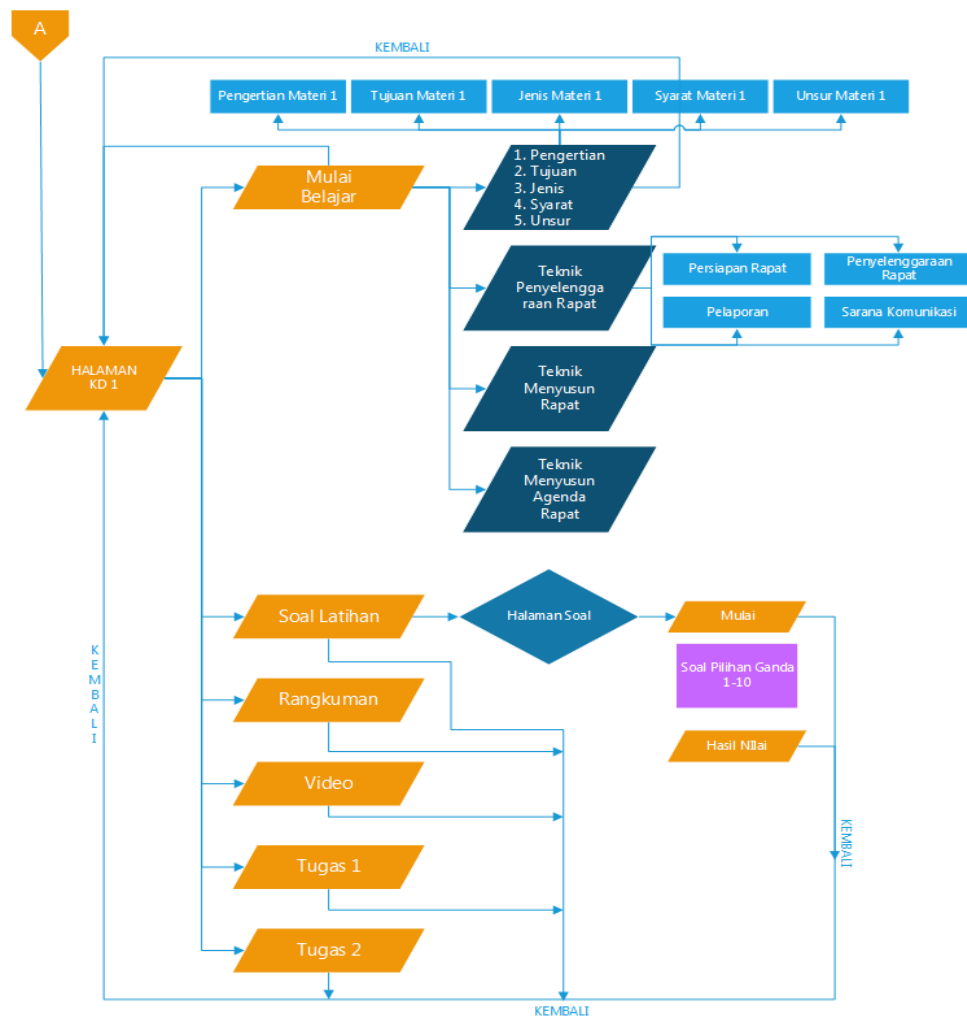 A
KEMBALI
Pengertian Materi 1
Tujuan Materi 1
Jenis Materi 1
Syarat Materi 1
Unsur Materi 1
Mulai
Belajar
1. Pengertian
2. Tujuan
3. Jenis
4. Syarat
5. Unsur
Teknik
Penyelengga
raan Rapat
Persiapan Rapat
Penyelenggaraan
Rapat
Pelaporan
Sarana Komunikasi
HALAMAN
KD 1
Teknik
Menyusun
Rapat
Teknik
Menyusun
Agenda
Rapat
Soal Latihan
Halaman Soal
Mulai
KEMBALI
Soal Pilihan Ganda
1-10
Rangkuman
Hasil NIlai
Video
KEMBALI
Tugas 1
Tugas 2
KEMBALI